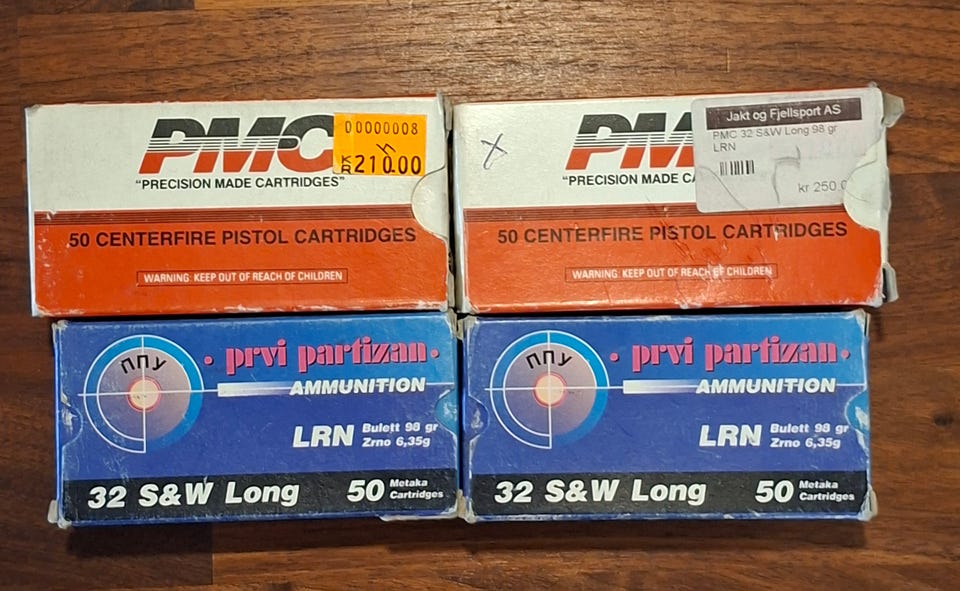 PMC
00000008
KR210.00
"PRECISION MADE CARTRIDGES"
50 CENTERFIRE PISTOL CARTRIDGES
WARNING: KEEP OUT OF REACH OF CHILDREN
X
PM
Jakt og Fjellsport AS
PMC 32 S&W Long 98 gr
LRN
kr 250.0
"PRECISION MADE CA
50 CENTERFIRE PISTOL CARTRIDGES
WARNING: KEEP OUT OF REACH OF CHILDREN
ППУ
• prvi partizan •
AMMUNITION
LRN Bulett 98 gr
Zrno 6,35g
32 S&W Long 50 Metaka
Cartridges
ППУ
• prvi partizan •
AMMUNITION
LRN Bulett 98 gr
Zrno 6,35g
32 S&W Long 50 Metaka
Cartridges